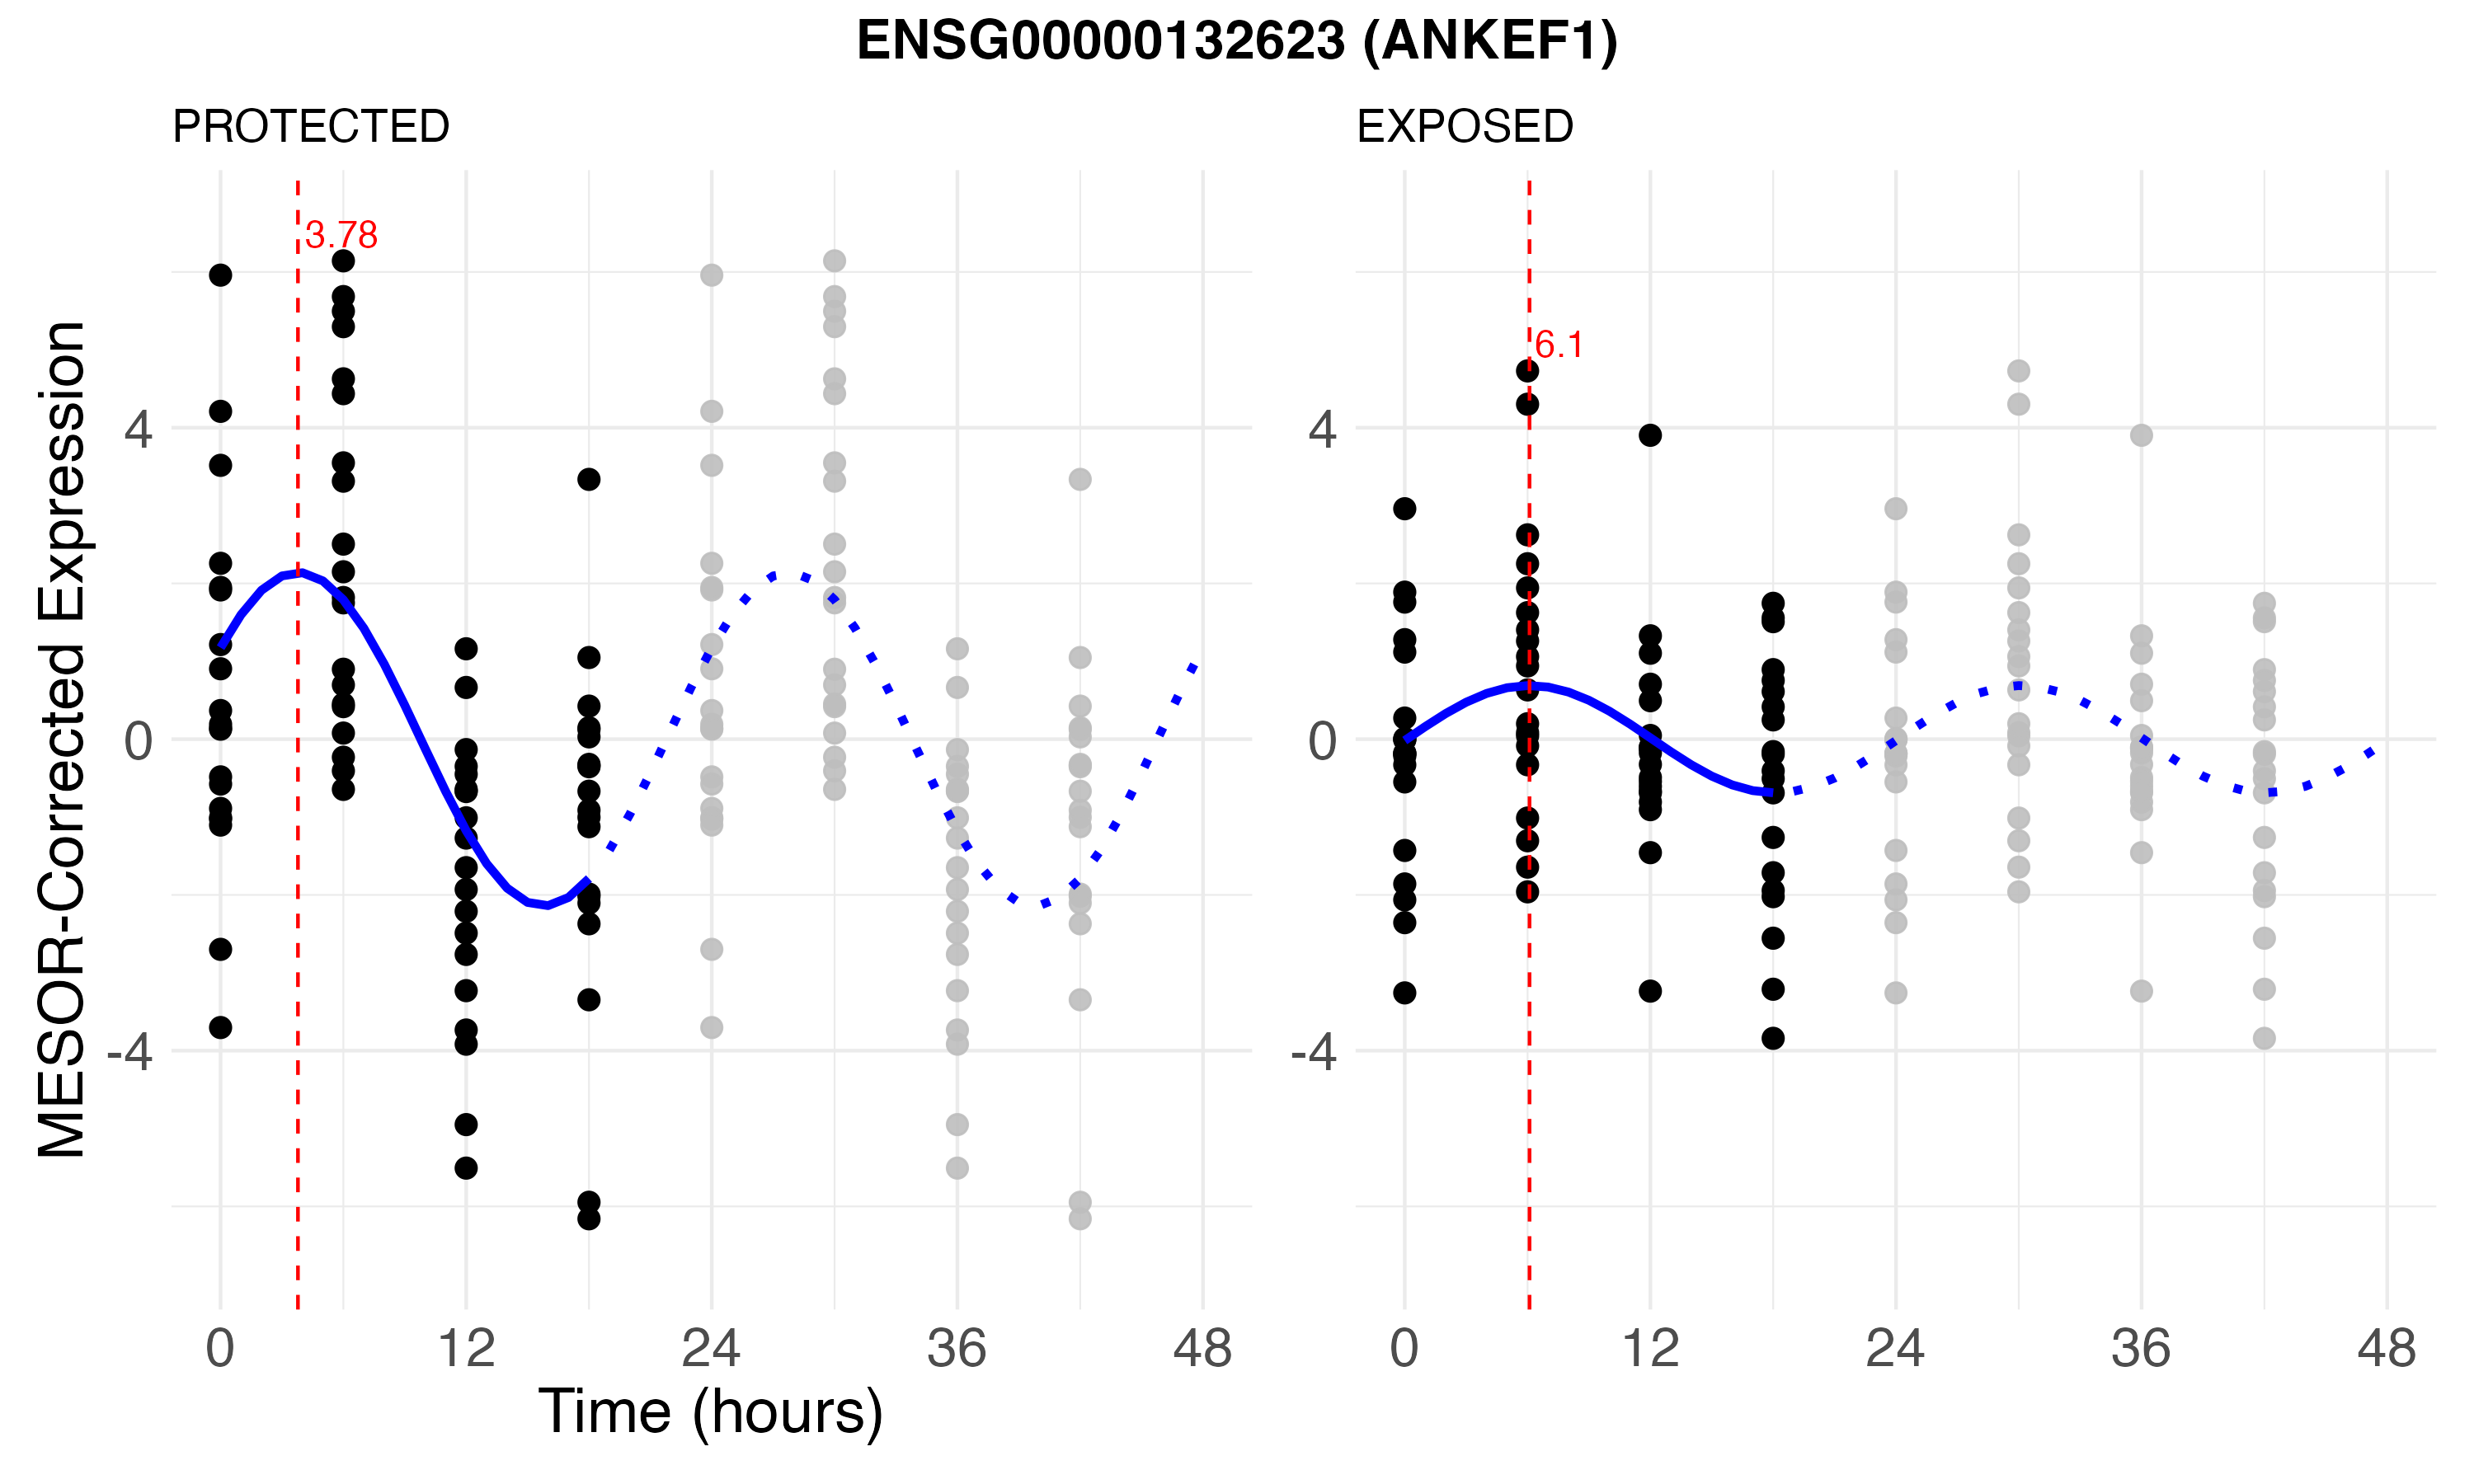 ENSG00000132623 (ANKEF1)
PROTECTED
EXPOSED
MESOR-Corrected Expression
3.78
6.1
4
0
-4
4
0
-4
0 12 24 36 48
0 12 24 36 48
Time (hours)